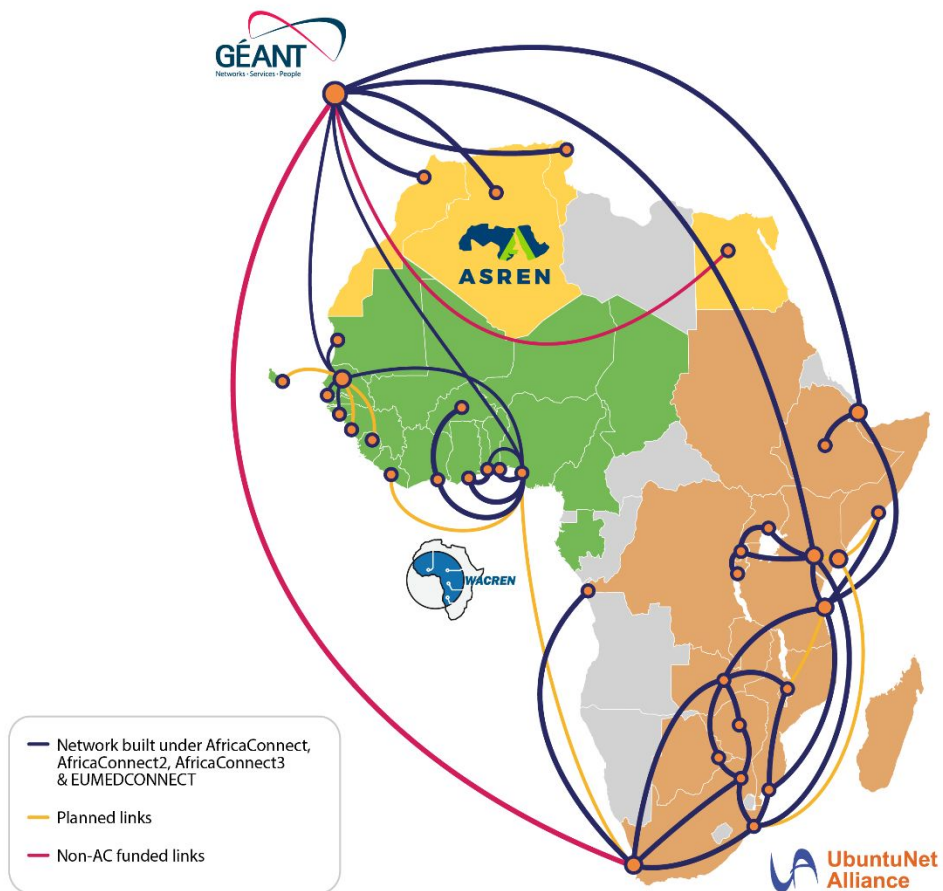 GÉANT
Networks • Services • People
ASREN
WACREN
Network built under AfricaConnect,
AfricaConnect2, AfricaConnect3
& EUMEDCONNECT
Planned links
Non-AC funded links
UbuntuNet
Alliance